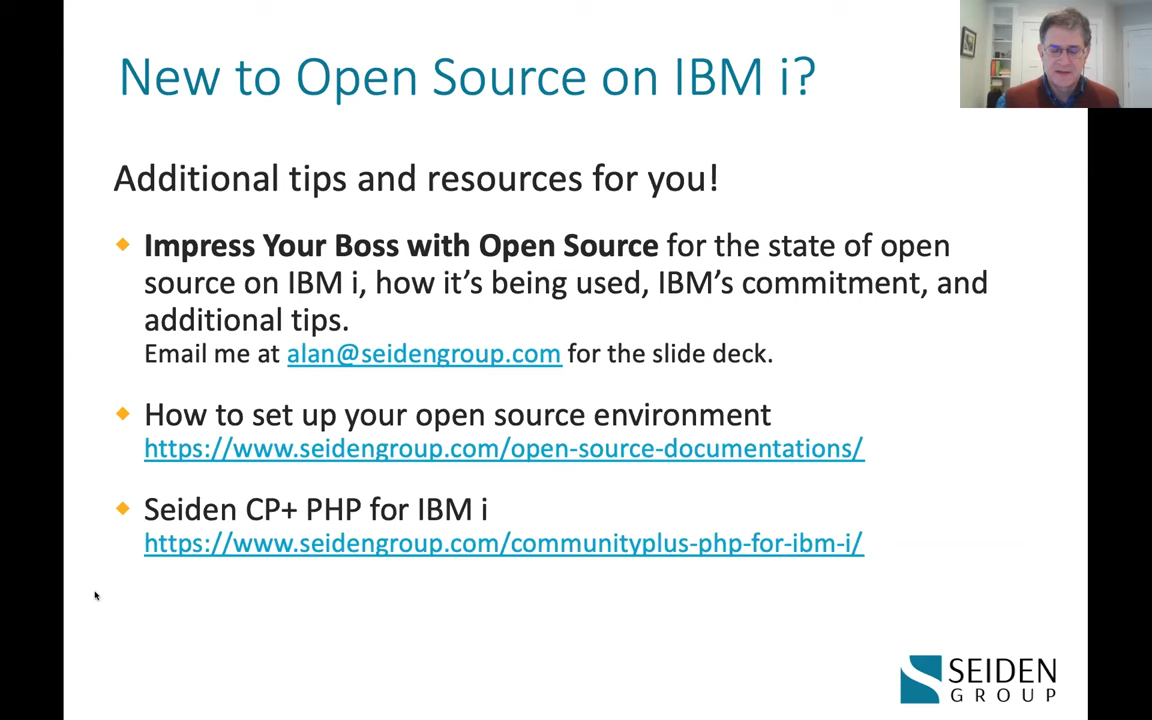 New to Open Source on IBM i?
Additional tips and resources for you!
Impress Your Boss with Open Source for the state of open
source on IBM i, how it’s being used, IBM’s commitment, and
additional tips.
Email me at alan@seidengroup.com for the slide deck.
How to set up your open source environment
https://www.seidengroup.com/open-source-documentations/
Seiden CP+ PHP for IBM i
https://www.seidengroup.com/communityplus-php-for-ibm-i/
SEIDEN
GROUP